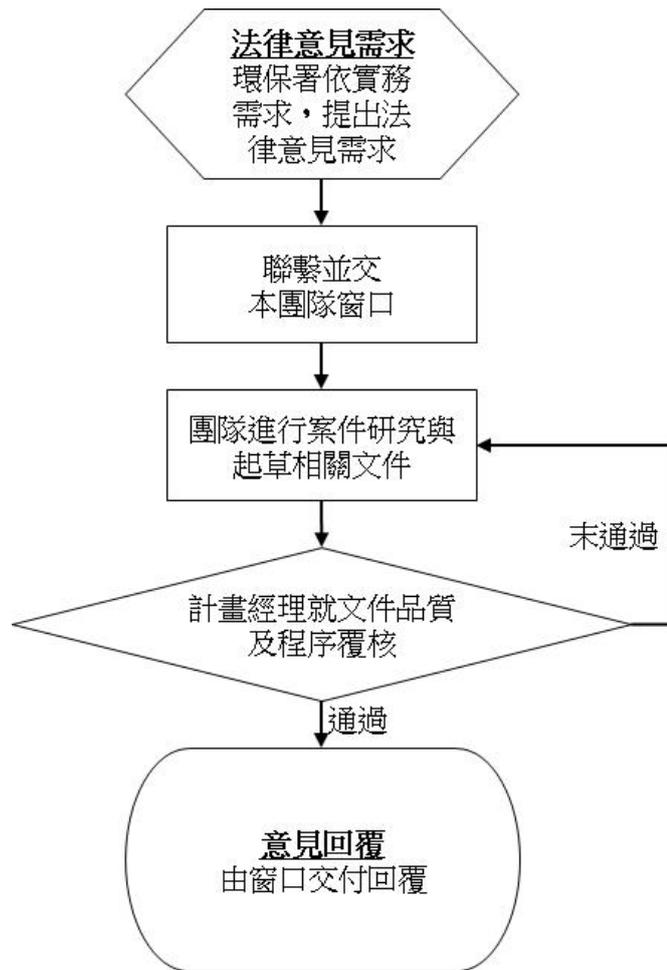 法律意見需求
環保署依實務
需求，提出法
律意見需求
聯繫並交
本團隊窗口
團隊進行案件研究與
起草相關文件
末通過
計畫經理就文件品質
及程序覆核
通過
意見回覆
由窗口交付回覆